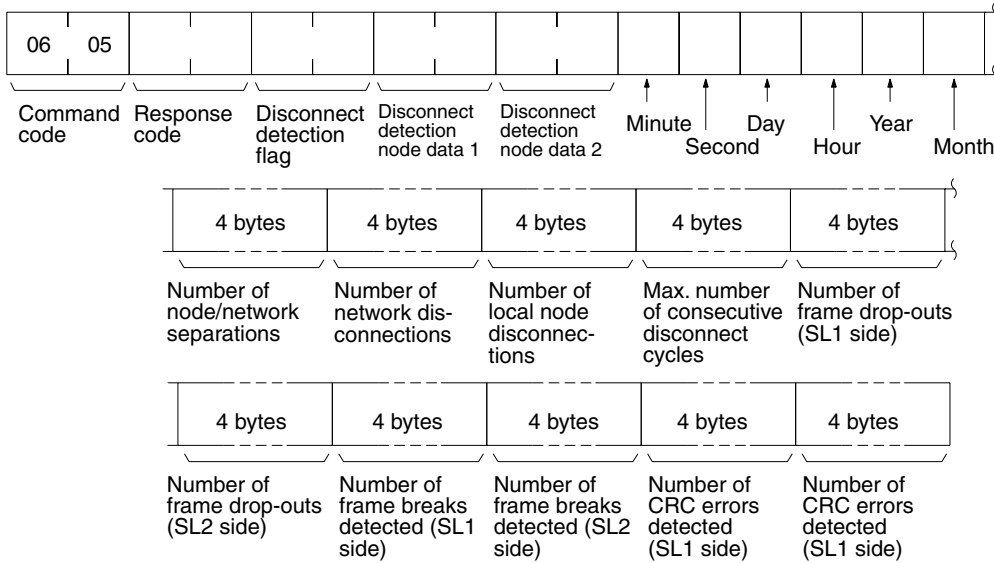 06 05
Command
code
Response
code
Disconnect
detection
flag
Disconnect
detection
node data 1
Disconnect
detection
node data 2
Minute
Second
Day
Hour
Year
Month
4 bytes 4 bytes 4 bytes 4 bytes 4 bytes
Number of
node/network
separations
Number of
network dis-
connections
Number of
local node
disconnec-
tions
Max. number
of consecutive
disconnect
cycles
Number of
frame drop-outs
(SL1 side)
4 bytes 4 bytes 4 bytes 4 bytes 4 bytes
Number of
frame drop-outs
(SL2 side)
Number of
frame breaks
detected (SL1
side)
Number of
frame breaks
detected (SL2
side)
Number of
CRC errors
detected
(SL1 side)
Number of
CRC errors
detected
(SL1 side)